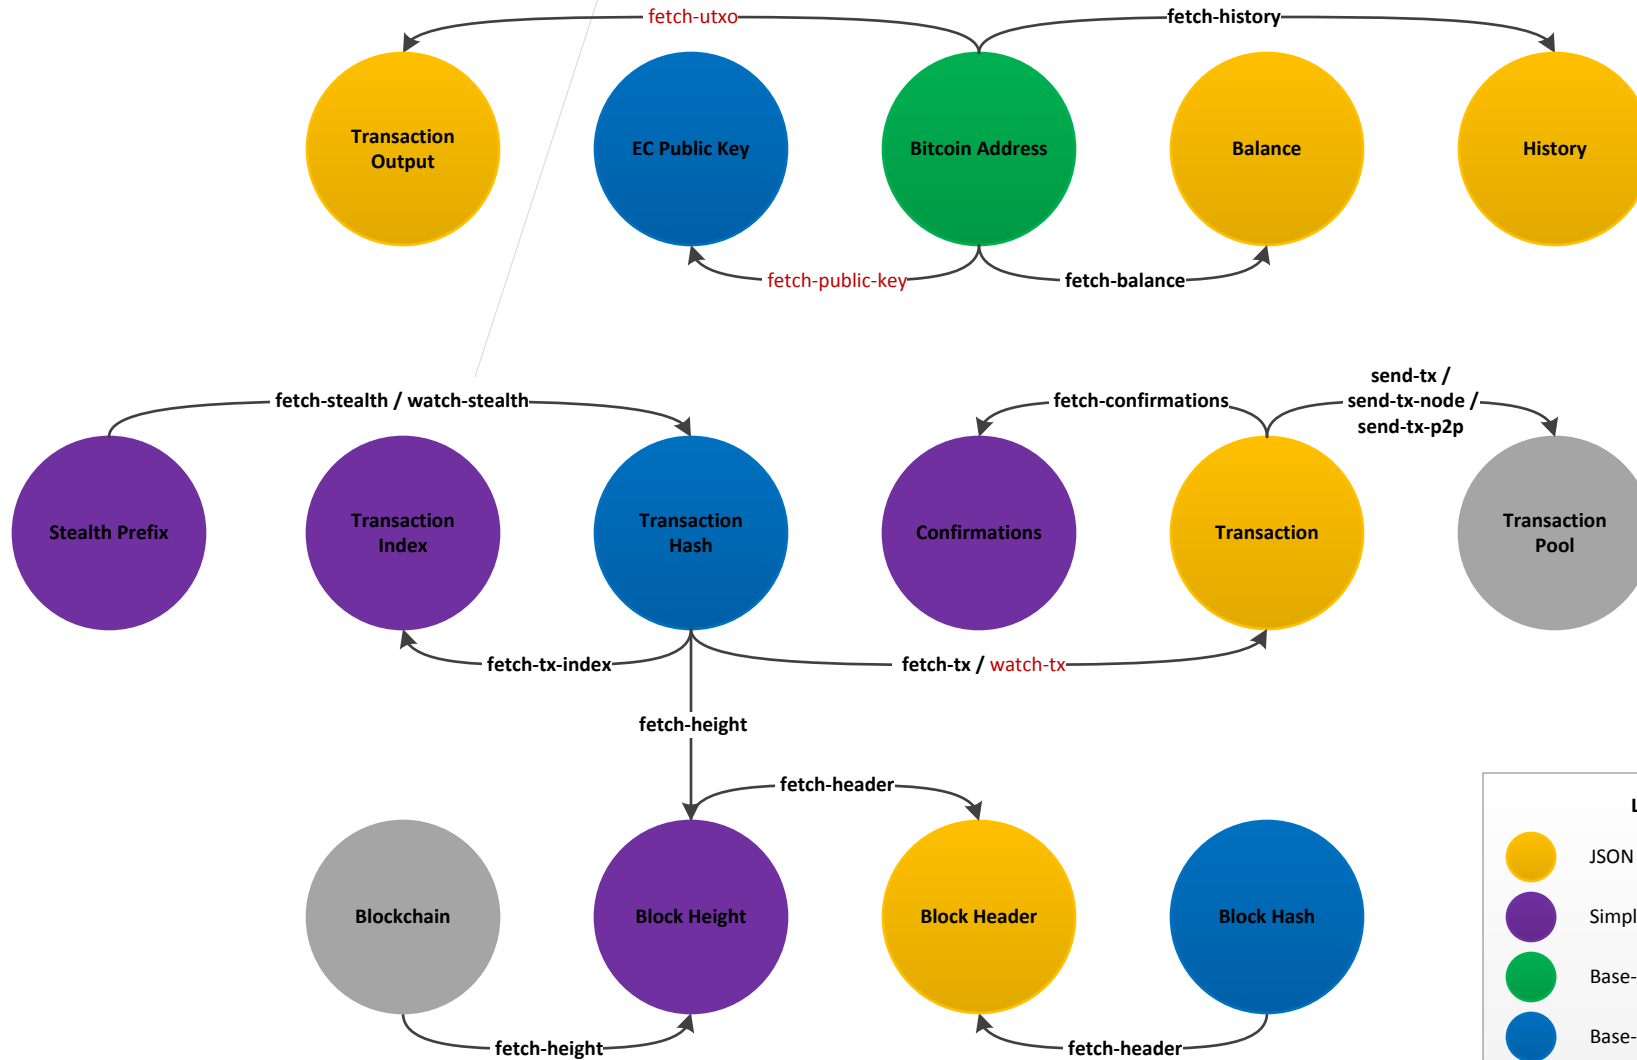 fetch-utxo
fetch-history
Transaction
Output
EC Public Key
Bitcoin Address
Balance
History
fetch-public-key
fetch-balance
fetch-stealth / watch-stealth
fetch-confirmations
send-tx /
send-tx-node /
send-tx-p2p
Stealth Prefix
Transaction
Index
Transaction
Hash
Confirmations
Transaction
Transaction
Pool
fetch-tx-index
fetch-tx / watch-tx
fetch-height
fetch-header
Blockchain
Block Height
Block Header
Block Hash
fetch-height
fetch-header
L
JSON
Simpl
Base-
Base-